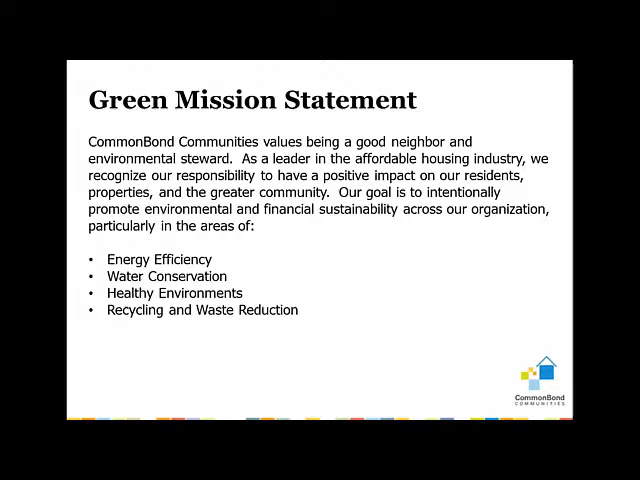 Green Mission Statement
CommonBond Communities values being a good neighbor and
environmental steward.  As a leader in the affordable housing industry, we
recognize our responsibility to have a positive impact on our residents,
properties, and the greater community.  Our goal is to intentionally
promote environmental and financial sustainability across our organization,
particularly in the areas of:
• Energy Efficiency
• Water Conservation
• Healthy Environments
• Recycling and Waste Reduction
CommonBond
COMMUNITIES